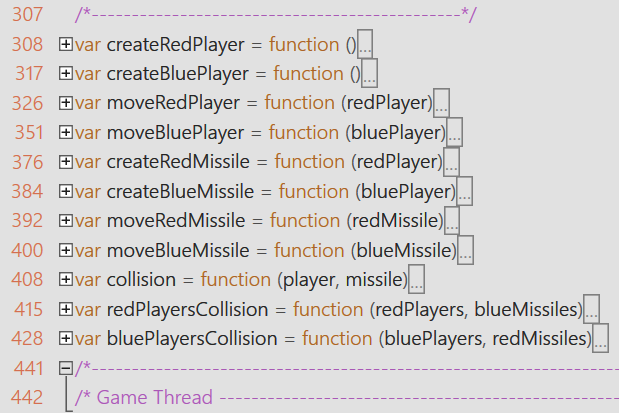 307 /*----------------------------------------*/
308 var createRedPlayer = function ()...
317 var createBluePlayer = function ()...
326 var moveRedPlayer = function (redPlayer)...
351 var moveBluePlayer = function (bluePlayer)...
376 var createRedMissile = function (redPlayer)...
384 var createBlueMissile = function (bluePlayer)...
392 var moveRedMissile = function (redMissile)...
400 var moveBlueMissile = function (blueMissile)...
408 var collision = function (player, missile)...
415 var redPlayersCollision = function (redPlayers, blueMissiles)...
428 var bluePlayersCollision = function (bluePlayers, redMissiles)...
441 /*----------------------------------------------------------
442 /* Game Thread --------------------------------------------